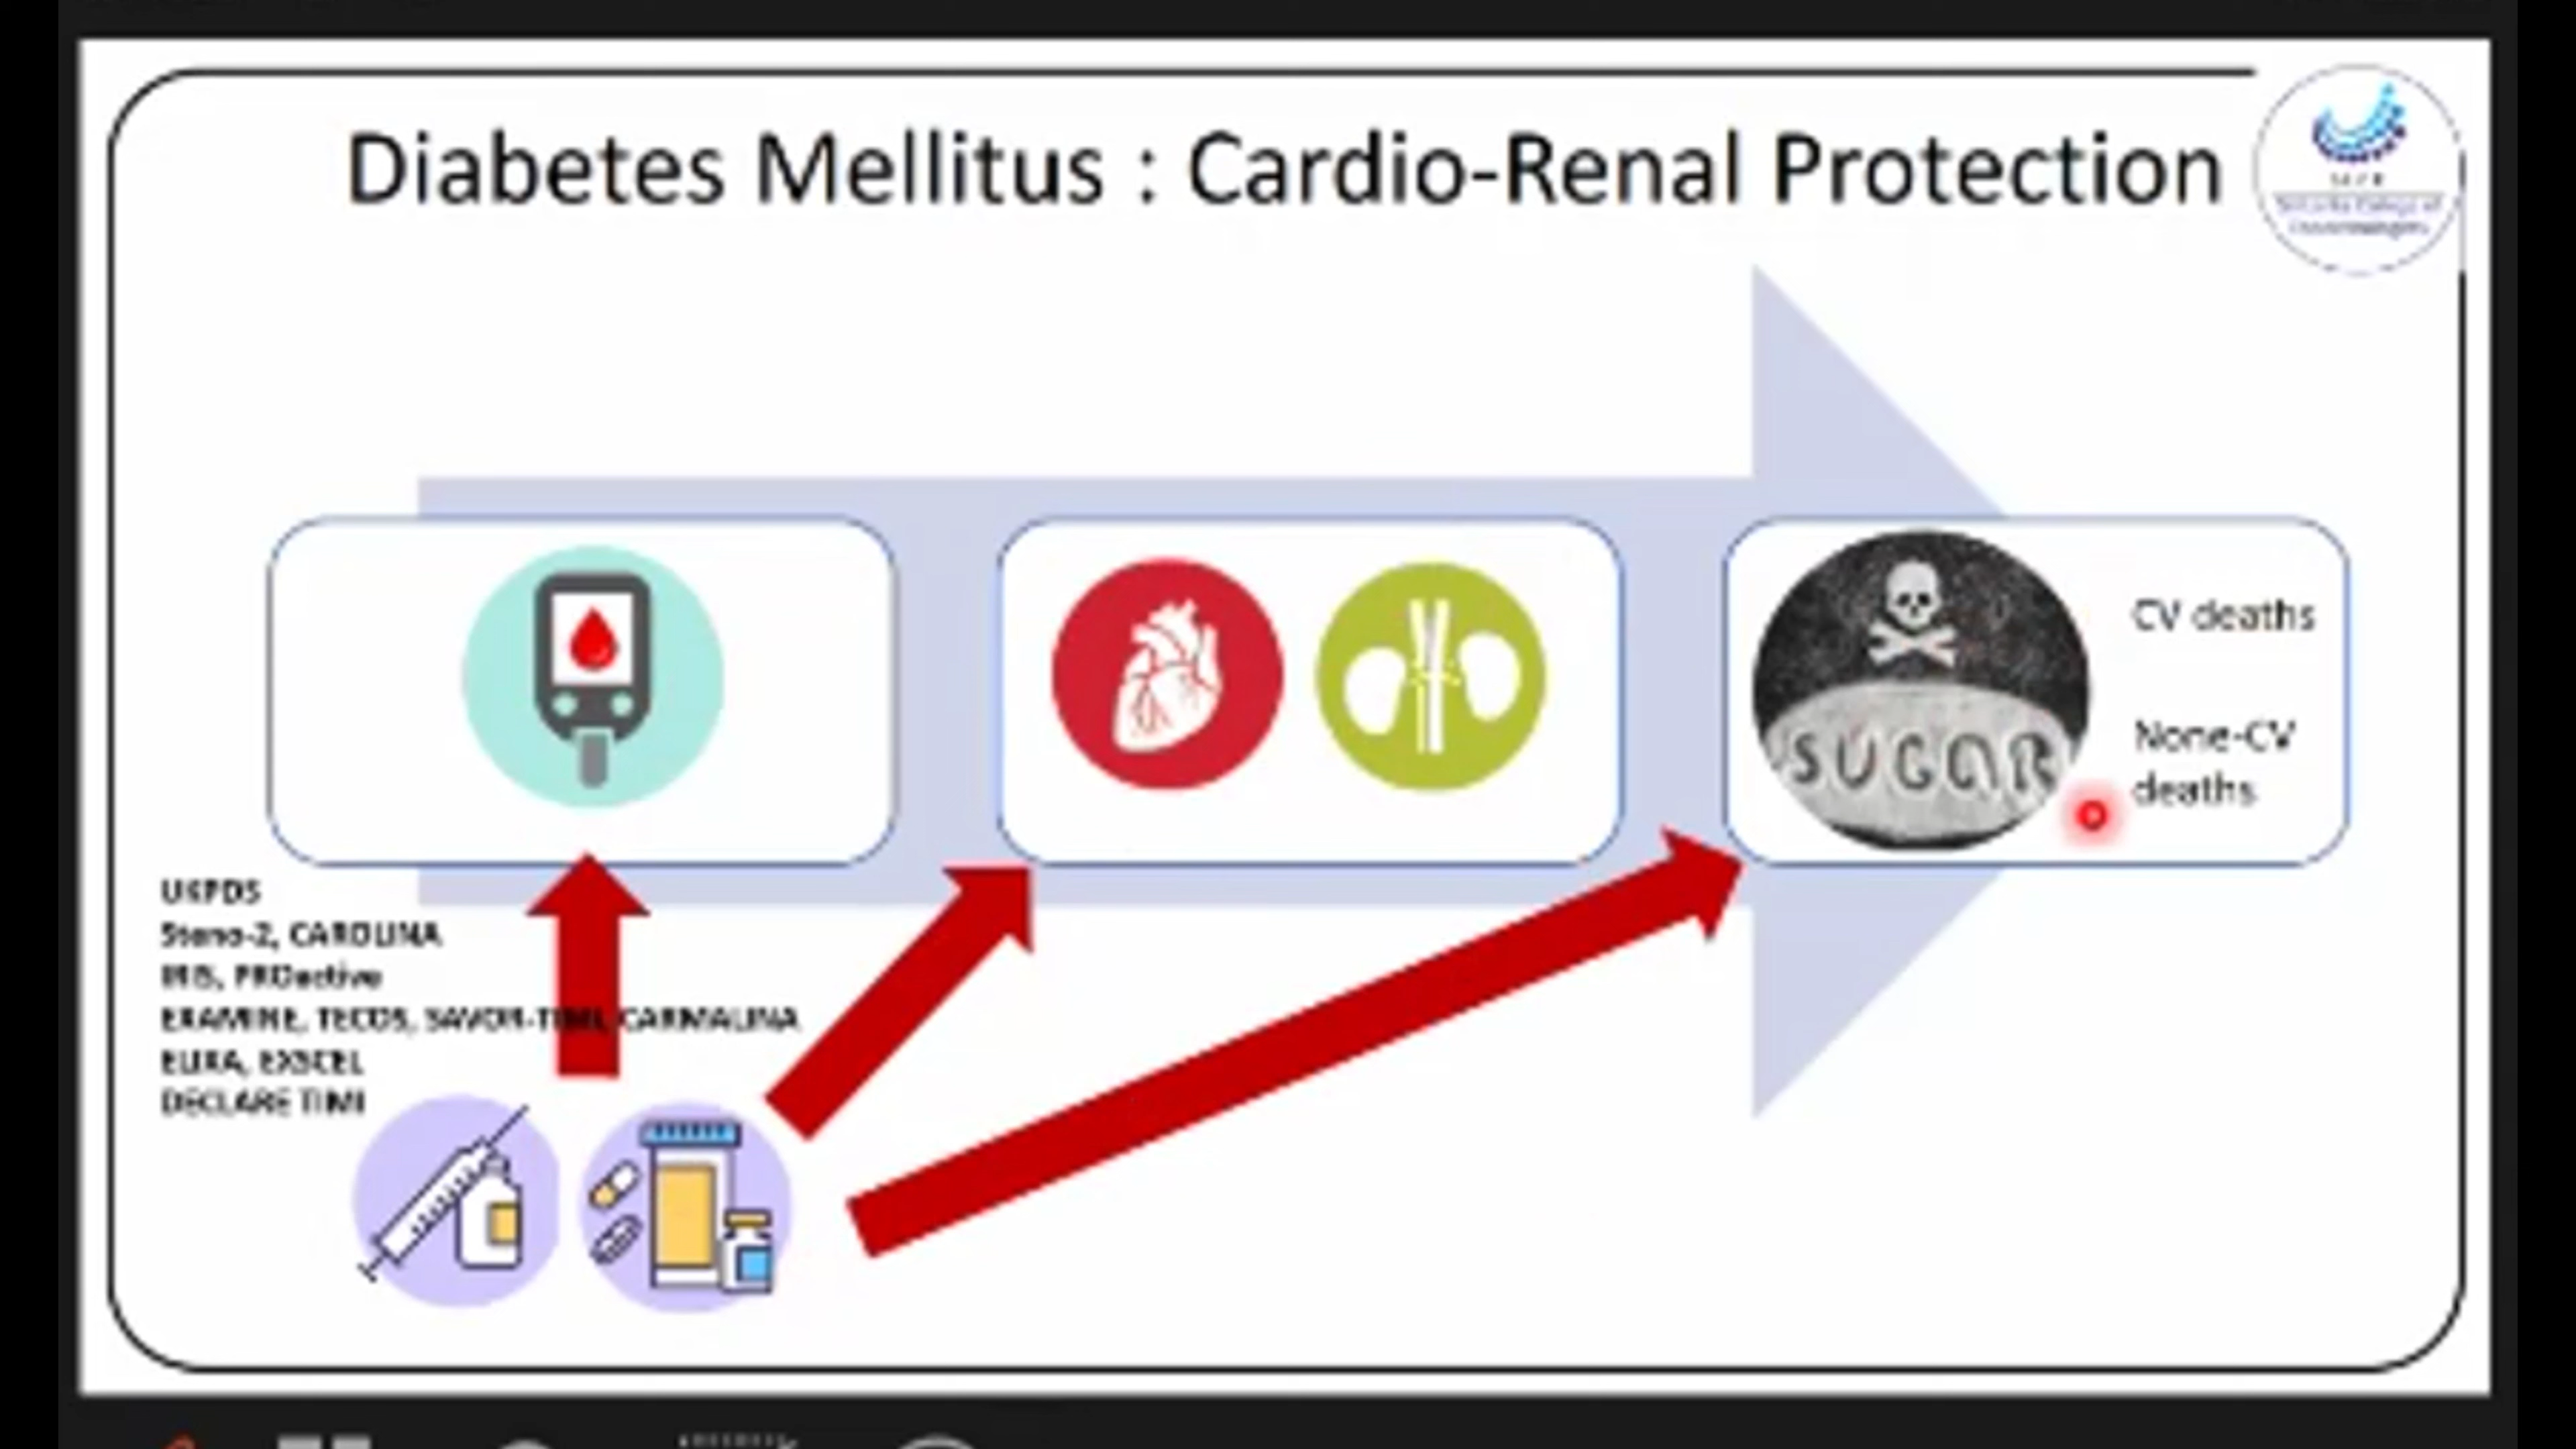 Diabetes Mellitus : Cardio-Renal Protection
SUGAR
CV deaths
None-CV
deaths
UKPDS
Steno-2, CAROLINA
IRIS, PROactive
EXAMINE, TECOS, SAVOR-TIMI, CARMALINA
ELIXA, EXSCEL
DECLARE TIMI